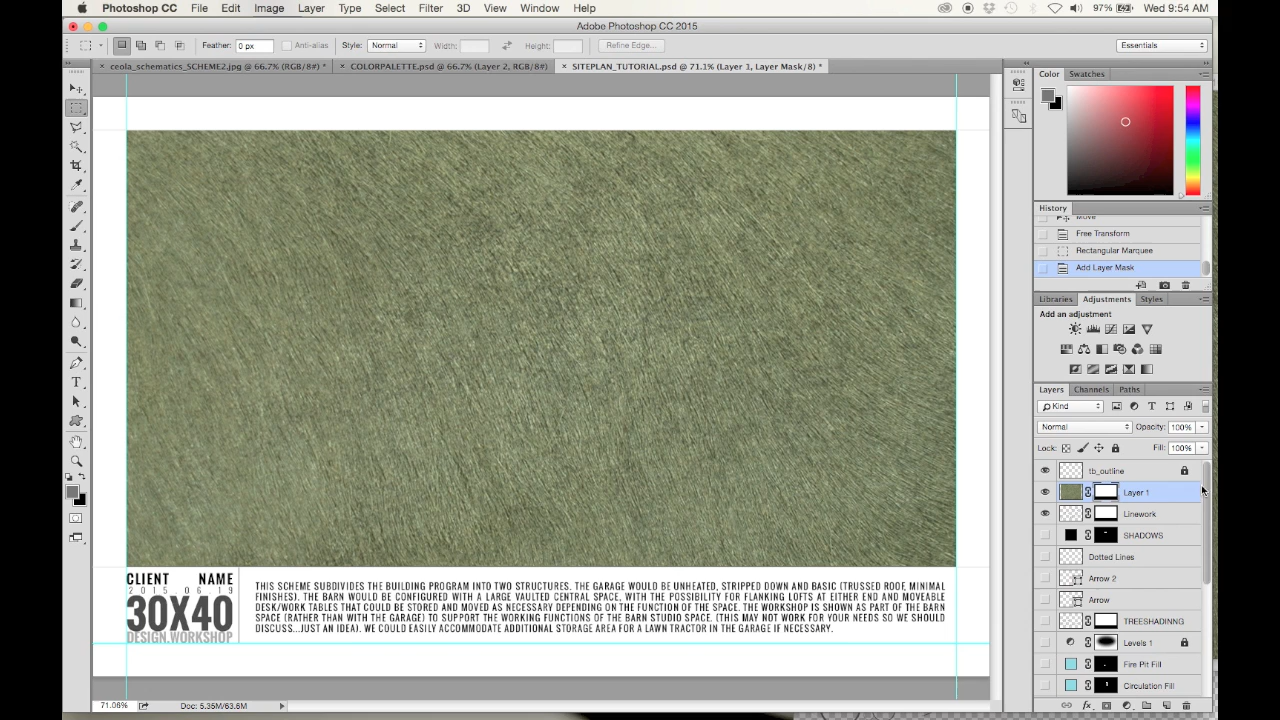 Photoshop CC File Edit Image Layer Type Select Filter 3D View Window Help 97% Wed 9:54 AM
Adobe Photoshop CC 2015
Feather: 0 px Anti-alias Style: Normal Width: Height: Refine Edge... Essentials
ceola_schematics_SCHEME2.jpg @ 66.7% (RGB/8#) * COLORPALETTE.psd @ 66.7% (Layer 2, RGB/8#) SITEPLAN_TUTORIAL.psd @ 71.1% (Layer 1, Layer Mask/8) *
Color Swatches
History
Move
Free Transform
Rectangular Marquee
Add Layer Mask
Libraries Adjustments Styles
Add an adjustment
Layers Channels Paths
Kind
Normal Opacity: 100%
Lock: Fill: 100%
tb_outline
Layer 1
Linework
SHADOWS
Dotted Lines
Arrow 2
Arrow
TREESHADINNG
Levels 1
Fire Pit Fill
Circulation Fill
CLIENT NAME
2015.06.19
30X40
DESIGN.WORKSHOP
THIS SCHEME SUBDIVIDES THE BUILDING PROGRAM INTO TWO STRUCTURES, THE GARAGE WOULD BE UNHEATED, STRIPPED DOWN AND BASIC (TRUSSED ROOF, MINIMAL
FINISHES). THE BARN WOULD BE CONFIGURED WITH A LARGE VAULTED CENTRAL SPACE, WITH THE POSSIBILITY FOR FLANKING LOFTS AT EITHER END AND MOVEABLE
DESK/WORK TABLES THAT COULD BE STORED AND MOVED AS NECESSARY DEPENDING ON THE FUNCTION OF THE SPACE. THE WORKSHOP IS SHOWN AS PART OF THE BARN
SPACE (RATHER THAN WITH THE GARAGE) TO SUPPORT THE WORKING FUNCTIONS OF THE BARN STUDIO SPACE. (THIS MAY NOT WORK FOR YOUR NEEDS SO WE SHOULD
DISCUSS...JUST AN IDEA). WE COULD EASILY ACCOMMODATE ADDITIONAL STORAGE AREA FOR A LAWN TRACTOR IN THE GARAGE IF NECESSARY.
71.06% Doc: 5.35M/63.6M